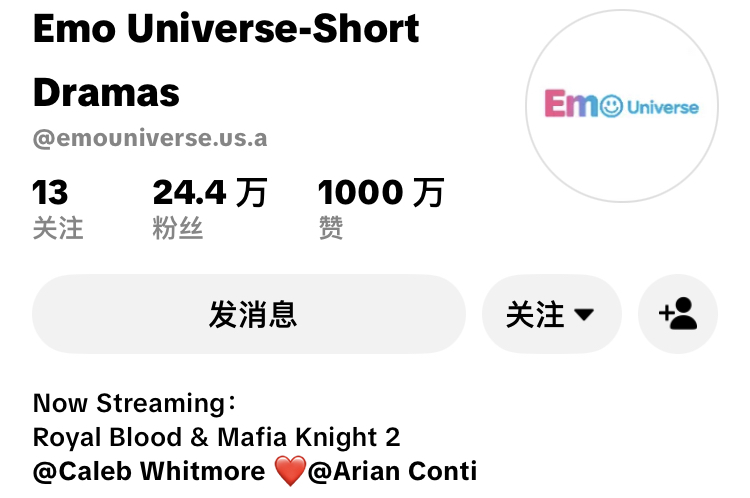 Emo Universe-Short
Dramas
@emouniverse.us.a
Emo Universe
13 24.4 万 1000 万
关注 粉丝 赞
发消息 关注
Now Streaming：
Royal Blood & Mafia Knight 2
@Caleb Whitmore ❤️@Arian Conti